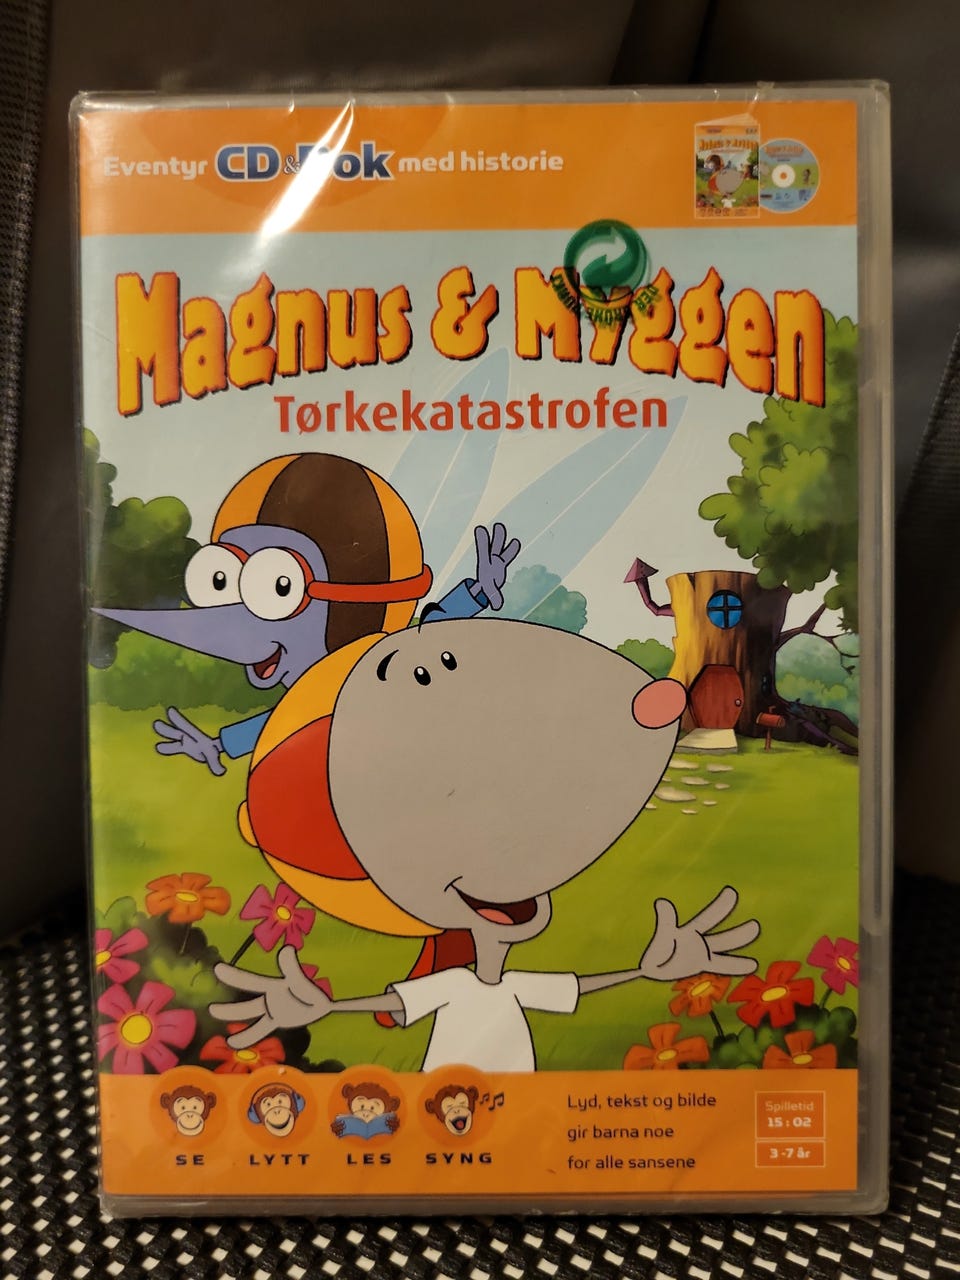 Eventyr CD & Bok med historie
Magnus & Myggen
Tørkekatastrofen
SE LYTT LES SYNG
Lyd, tekst og bilde
gir barna noe
for alle sansene
Spilletid
15:02
3-7 år